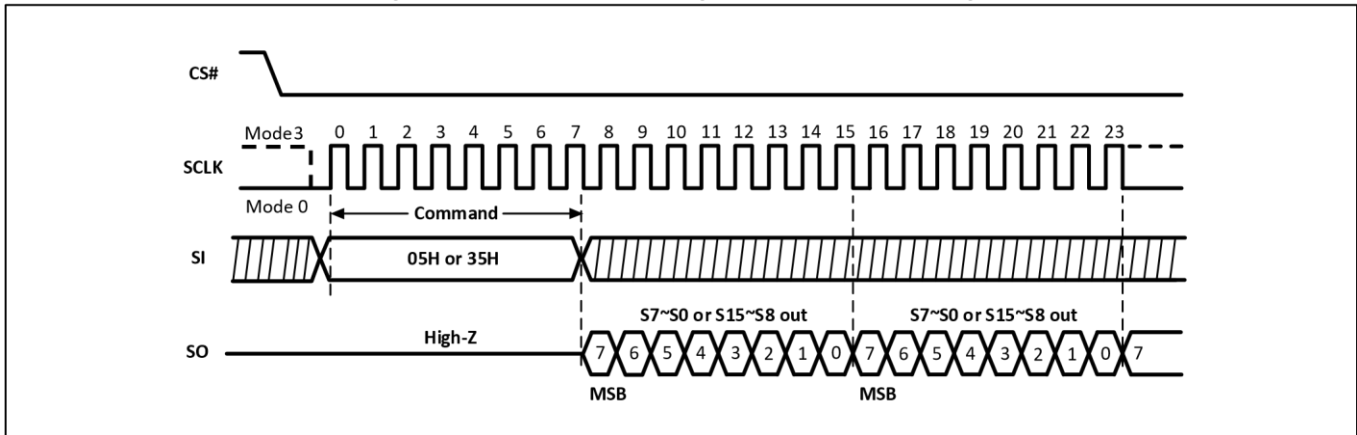 CS#
Mode3 0 1 2 3 4 5 6 7 8 9 10 11 12 13 14 15 16 17 18 19 20 21 22 23
SCLK
Mode 0
Command
SI 05H or 35H
S7~S0 or S15~S8 out S7~S0 or S15~S8 out
High-Z
SO 7 6 5 4 3 2 1 0 7 6 5 4 3 2 1 0 7
MSB MSB